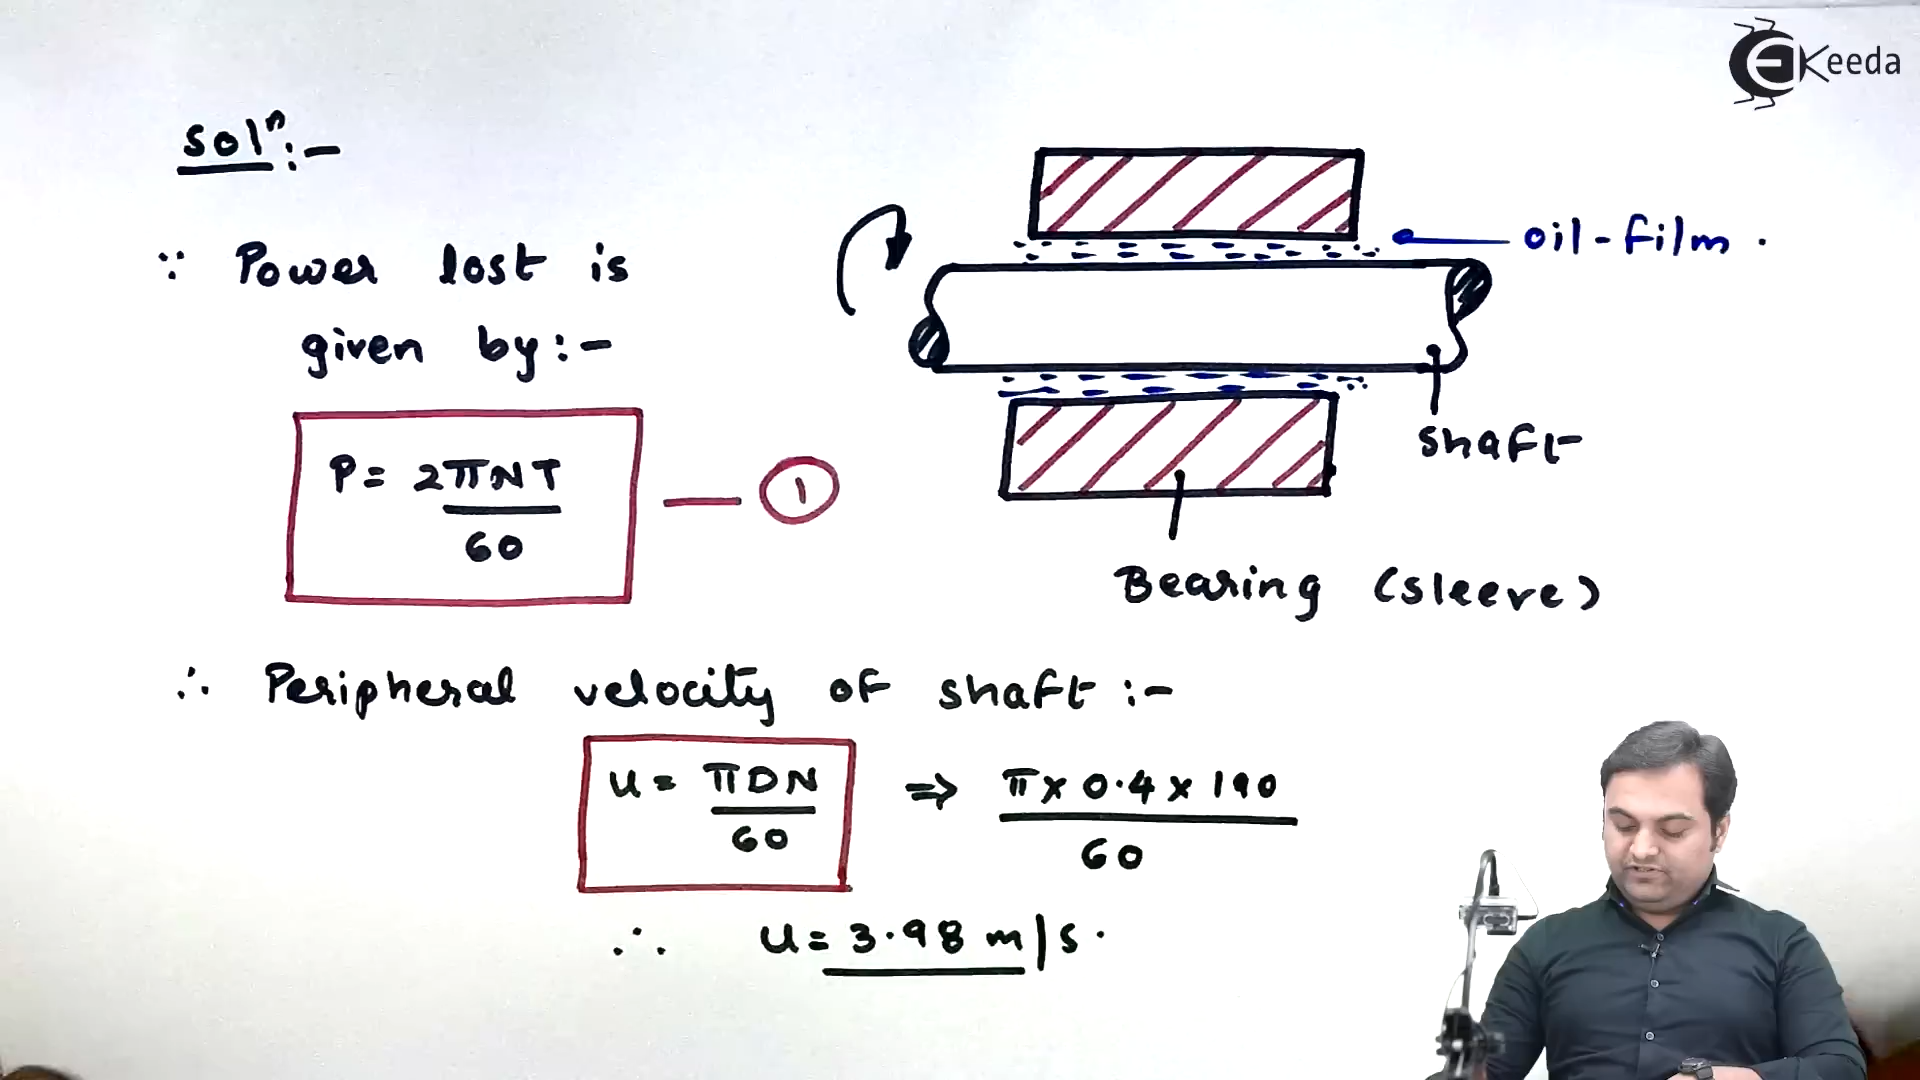 EKeeda
Solⁿ:-
∵ Power lost is
given by:-
P = 2πNT
60
— 1
oil-film.
shaft
Bearing (sleeve)
∴ Peripheral velocity of shaft:-
u = πDN
60
⇒ π x 0.4 x 190
60
∴ u = 3.98 m/s.